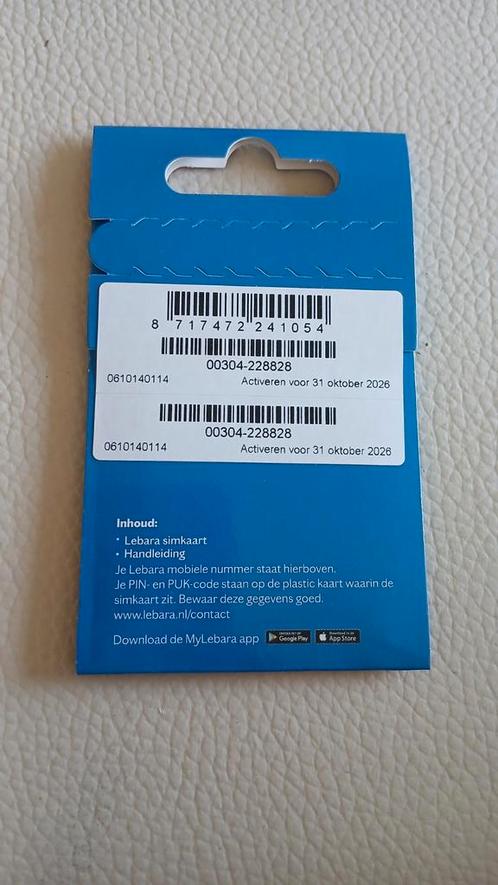 8 717472 241054
00304-228828
0610140114 Activeren voor 31 oktober 2026
00304-228828
0610140114 Activeren voor 31 oktober 2026
Inhoud:
• Lebara simkaart
• Handleiding
Je Lebara mobiele nummer staat hierboven.
Je PIN- en PUK-code staan op de plastic kaart waarin de
simkaart zit. Bewaar deze gegevens goed.
www.lebara.nl/contact
Download de MyLebara app Google Play App Store